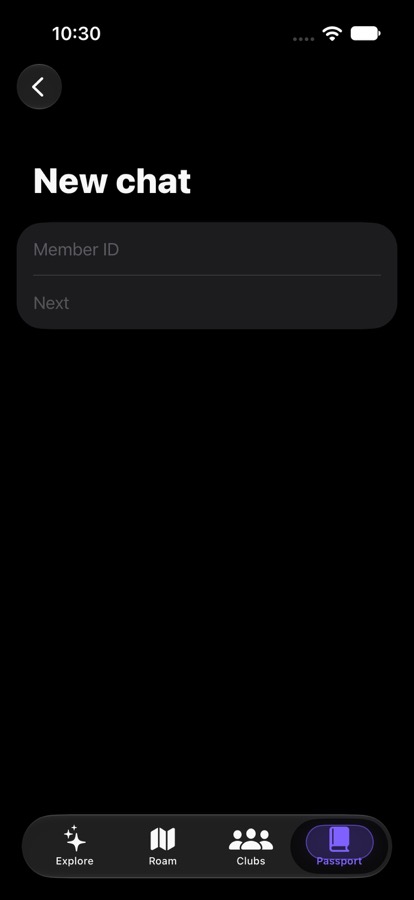 10:30
New chat
Member ID
Next
Explore
Roam
Clubs
Passport